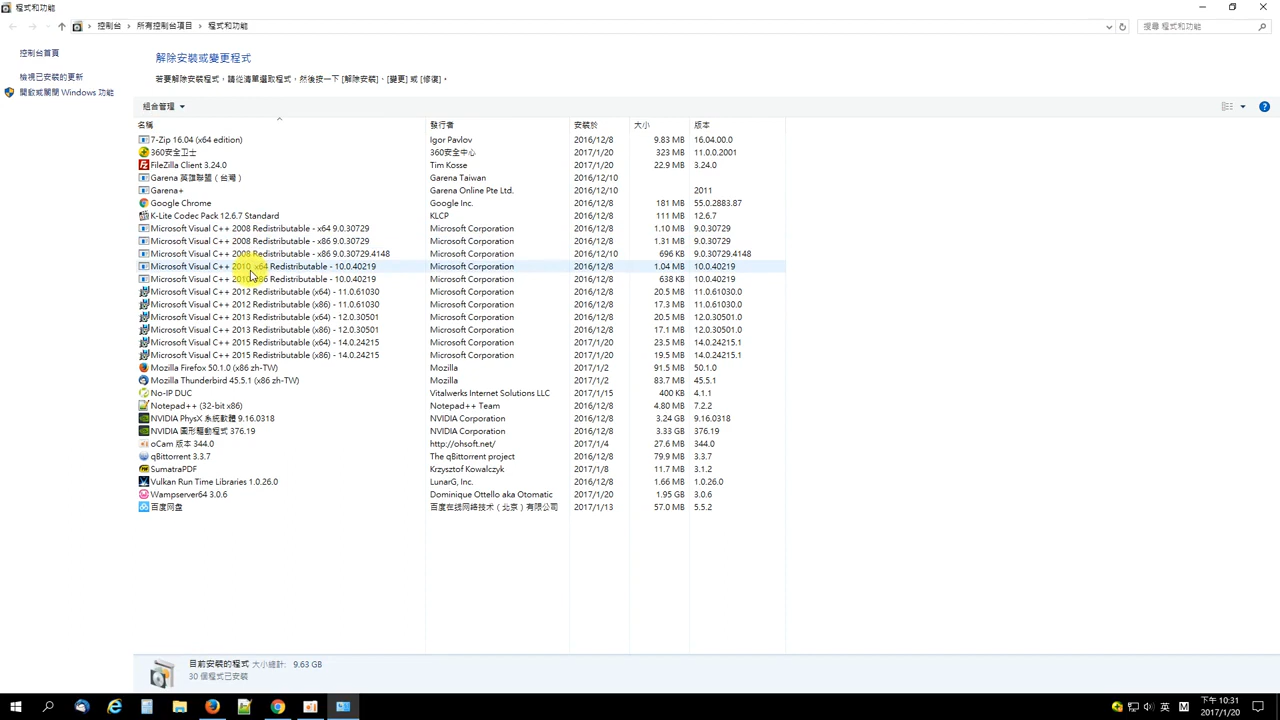 程式和功能
控制台 所有控制台項目 程式和功能
搜尋 程式和功能
控制台首頁
檢視已安裝的更新
開啟或關閉 Windows 功能
解除安裝或變更程式
若要解除安裝程式，請從清單選取程式，然後按一下 [解除安裝]、[變更] 或 [修復]。
組合管理
名稱 發行者 安裝於 大小 版本
7-Zip 16.04 (x64 edition) Igor Pavlov 2016/12/8 9.83 MB 16.04.00.0
360安全卫士 360安全中心 2017/1/20 323 MB 11.0.0.2001
FileZilla Client 3.24.0 Tim Kosse 2017/1/20 22.9 MB 3.24.0
Garena 英雄聯盟（台灣） Garena Taiwan 2016/12/10
Garena+ Garena Online Pte Ltd. 2016/12/10 2011
Google Chrome Google Inc. 2016/12/8 181 MB 55.0.2883.87
K-Lite Codec Pack 12.6.7 Standard KLCP 2016/12/8 111 MB 12.6.7
Microsoft Visual C++ 2008 Redistributable - x64 9.0.30729 Microsoft Corporation 2016/12/8 1.10 MB 9.0.30729
Microsoft Visual C++ 2008 Redistributable - x86 9.0.30729 Microsoft Corporation 2016/12/8 1.31 MB 9.0.30729
Microsoft Visual C++ 2008 Redistributable - x86 9.0.30729.4148 Microsoft Corporation 2016/12/10 696 KB 9.0.30729.4148
Microsoft Visual C++ 2010 x64 Redistributable - 10.0.40219 Microsoft Corporation 2016/12/8 1.04 MB 10.0.40219
Microsoft Visual C++ 2010 x86 Redistributable - 10.0.40219 Microsoft Corporation 2016/12/8 638 KB 10.0.40219
Microsoft Visual C++ 2012 Redistributable (x64) - 11.0.61030 Microsoft Corporation 2016/12/8 20.5 MB 11.0.61030.0
Microsoft Visual C++ 2012 Redistributable (x86) - 11.0.61030 Microsoft Corporation 2016/12/8 17.3 MB 11.0.61030.0
Microsoft Visual C++ 2013 Redistributable (x64) - 12.0.30501 Microsoft Corporation 2016/12/8 20.5 MB 12.0.30501.0
Microsoft Visual C++ 2013 Redistributable (x86) - 12.0.30501 Microsoft Corporation 2016/12/8 17.1 MB 12.0.30501.0
Microsoft Visual C++ 2015 Redistributable (x64) - 14.0.24215 Microsoft Corporation 2017/1/20 23.5 MB 14.0.24215.1
Microsoft Visual C++ 2015 Redistributable (x86) - 14.0.24215 Microsoft Corporation 2017/1/20 19.5 MB 14.0.24215.1
Mozilla Firefox 50.1.0 (x86 zh-TW) Mozilla 2017/1/2 91.5 MB 50.1.0
Mozilla Thunderbird 45.5.1 (x86 zh-TW) Mozilla 2017/1/2 83.7 MB 45.5.1
No-IP DUC Vitalwerks Internet Solutions LLC 2017/1/15 400 KB 4.1.1
Notepad++ (32-bit x86) Notepad++ Team 2016/12/8 4.80 MB 7.2.2
NVIDIA PhysX 系統軟體 9.16.0318 NVIDIA Corporation 2016/12/8 3.24 GB 9.16.0318
NVIDIA 圖形驅動程式 376.19 NVIDIA Corporation 2016/12/8 3.33 GB 376.19
oCam 版本 344.0 http://ohsoft.net/ 2017/1/4 27.6 MB 344.0
qBittorrent 3.3.7 The qBittorrent project 2016/12/8 79.9 MB 3.3.7
SumatraPDF Krzysztof Kowalczyk 2017/1/8 11.7 MB 3.1.2
Vulkan Run Time Libraries 1.0.26.0 LunarG, Inc. 2016/12/8 1.66 MB 1.0.26.0
Wampserver64 3.0.6 Dominique Ottello aka Otomatic 2017/1/20 1.95 GB 3.0.6
百度网盘 百度在线网络技术（北京）有限公司 2017/1/13 57.0 MB 5.5.2
目前安裝的程式 大小總計: 9.63 GB
30 個程式已安裝
英 M 下午 10:31
2017/1/20